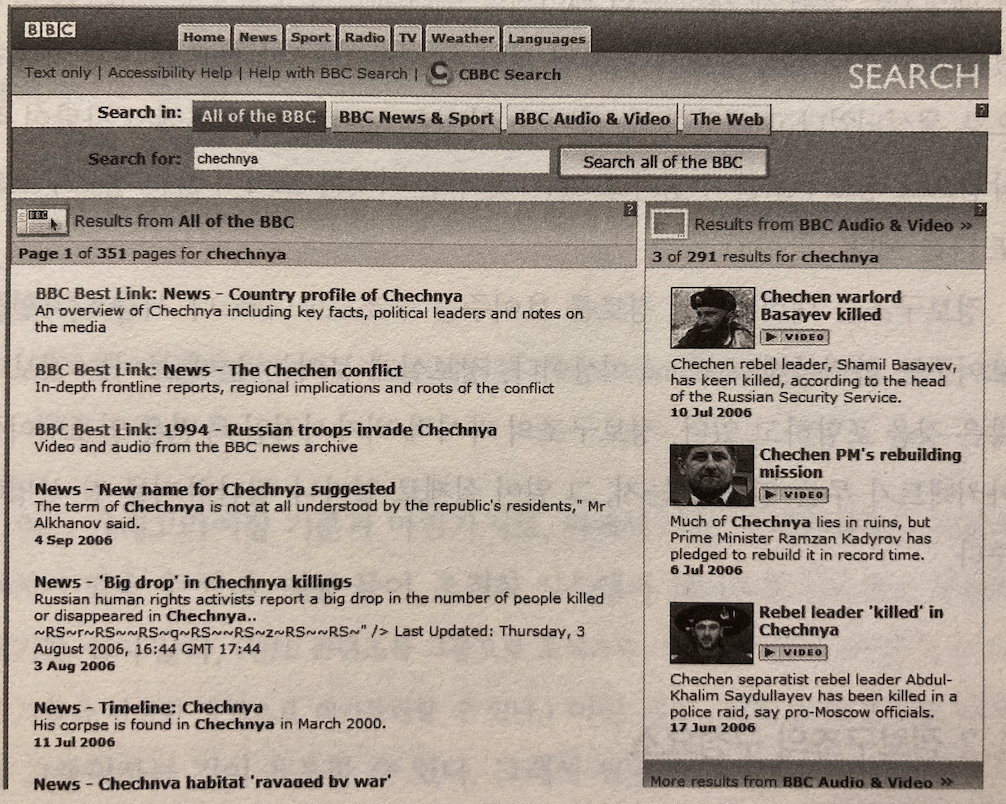 BBC
Home News Sport Radio TV Weather Languages
Text only | Accessibility Help | Help with BBC Search | C CBBC Search
SEARCH
Search in: All of the BBC BBC News & Sport BBC Audio & Video The Web ?
Search for: chechnya Search all of the BBC
BBC Results from All of the BBC ?
Page 1 of 351 pages for chechnya
BBC Best Link: News - Country profile of Chechnya
An overview of Chechnya including key facts, political leaders and notes on
the media
BBC Best Link: News - The Chechen conflict
In-depth frontline reports, regional implications and roots of the conflict
BBC Best Link: 1994 - Russian troops invade Chechnya
Video and audio from the BBC news archive
News - New name for Chechnya suggested
The term of Chechnya is not at all understood by the republic's residents," Mr
Alkhanov said.
4 Sep 2006
News - 'Big drop' in Chechnya killings
Russian human rights activists report a big drop in the number of people killed
or disappeared in Chechnya..
~RS~r~RS~~RS~q~RS~~RS~z~RS~~RS~" /> Last Updated: Thursday, 3
August 2006, 16:44 GMT 17:44
3 Aug 2006
News - Timeline: Chechnya
His corpse is found in Chechnya in March 2000.
11 Jul 2006
News - Chechnya habitat 'ravaged by war'
Results from BBC Audio & Video » ?
3 of 291 results for chechnya
Chechen warlord
Basayev killed
VIDEO
Chechen rebel leader, Shamil Basayev,
has keen killed, according to the head
of the Russian Security Service.
10 Jul 2006
Chechen PM's rebuilding
mission
VIDEO
Much of Chechnya lies in ruins, but
Prime Minister Ramzan Kadyrov has
pledged to rebuild it in record time.
6 Jul 2006
Rebel leader 'killed' in
Chechnya
VIDEO
Chechen separatist rebel leader Abdul-
Khalim Saydullayev has been killed in a
police raid, say pro-Moscow officials.
17 Jun 2006
More results from BBC Audio & Video »